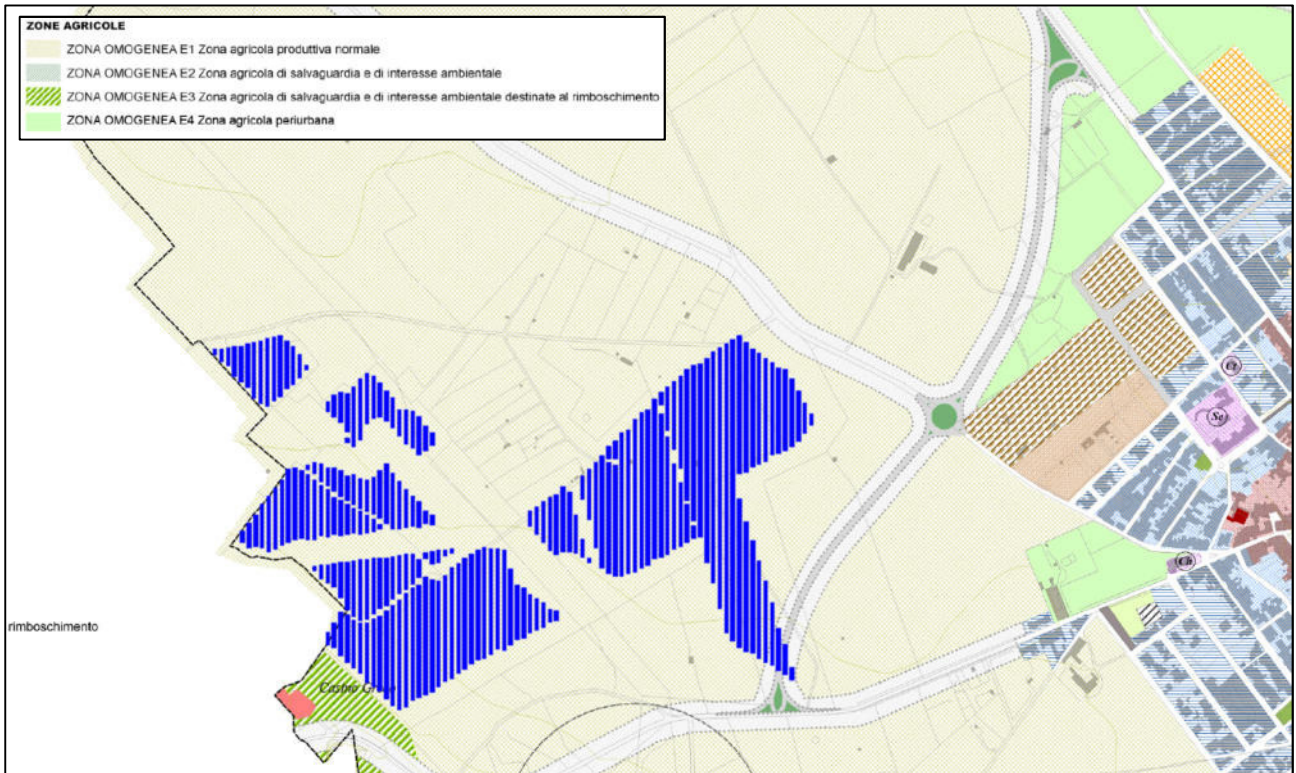 ZONE AGRICOLE
ZONA OMOGENEA E1 Zona agricola produttiva normale
ZONA OMOGENEA E2 Zona agricola di salvaguardia e di interesse ambientale
ZONA OMOGENEA E3 Zona agricola di salvaguardia e di interesse ambientale destinate al rimboschimento
ZONA OMOGENEA E4 Zona agricola periurbana
Ct
Sc
Ch
rimboschimento